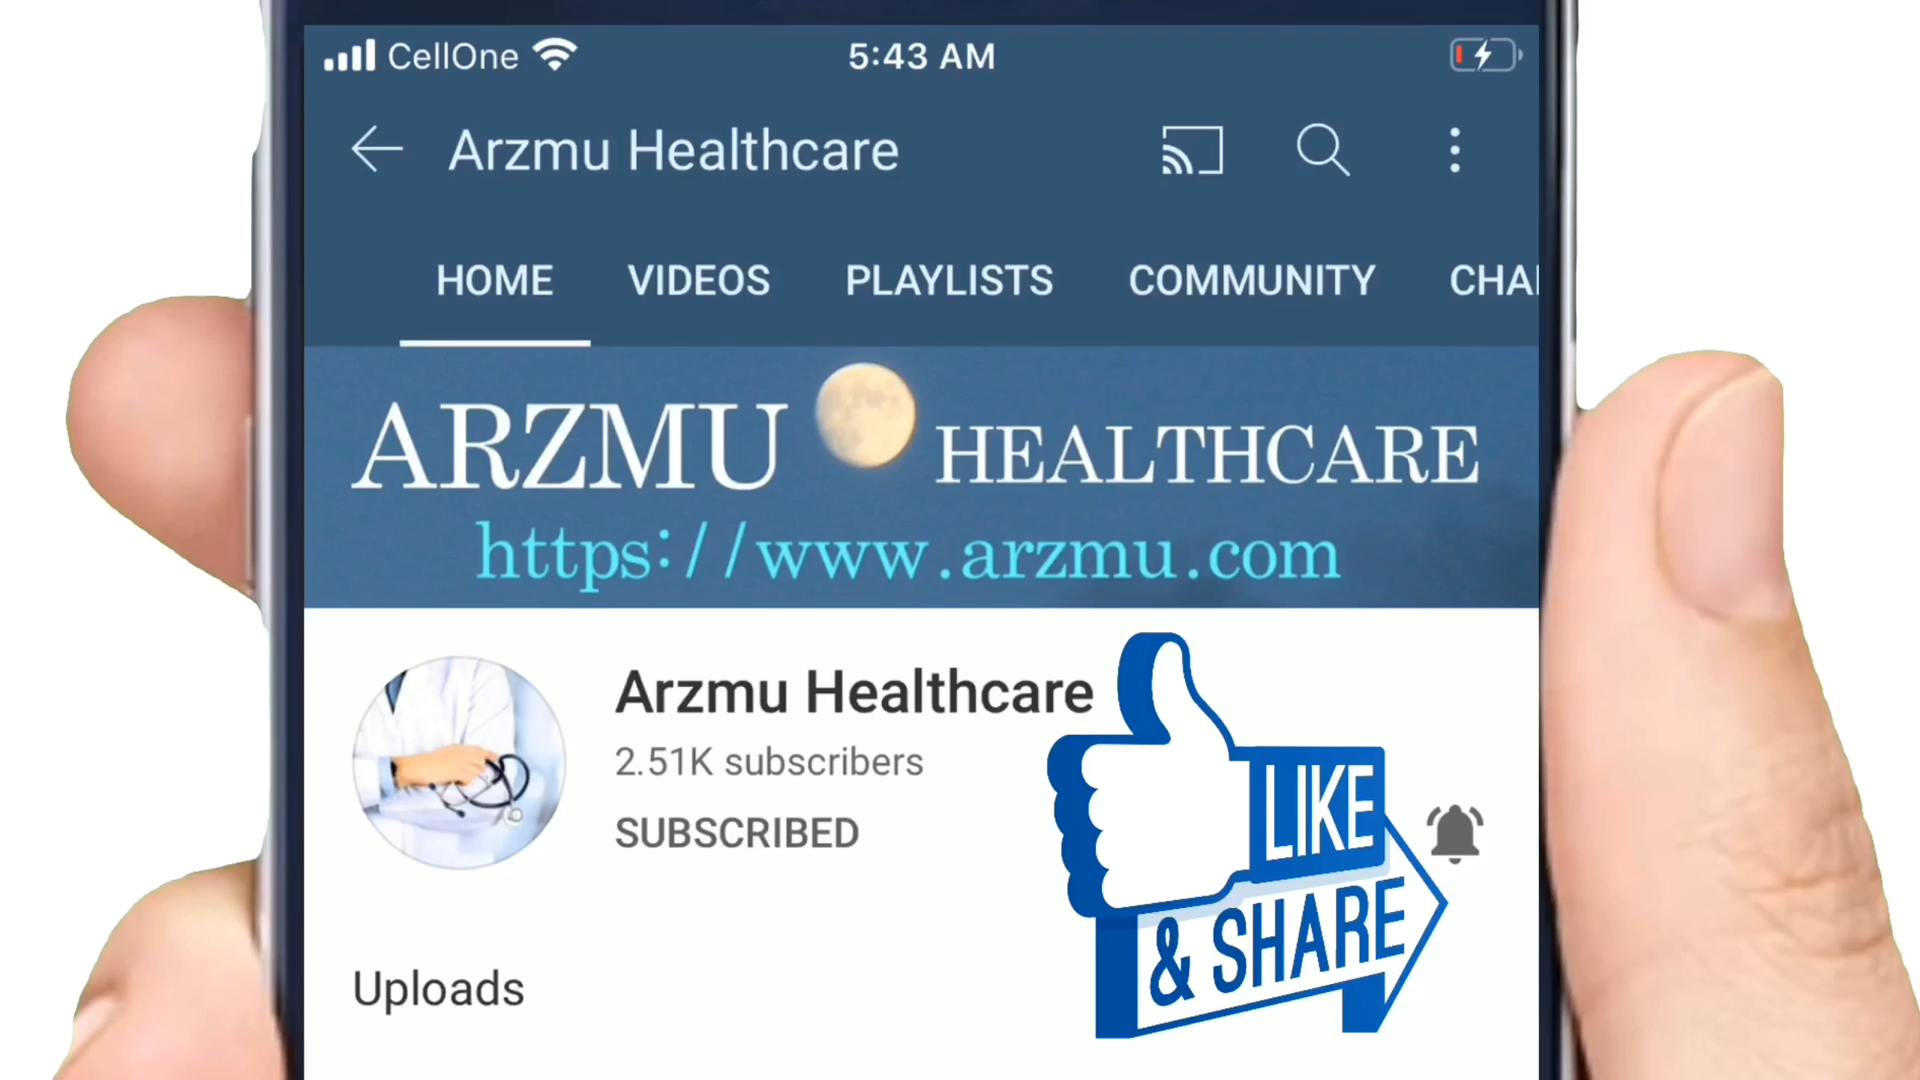 CellOne 5:43 AM
Arzmu Healthcare
HOME VIDEOS PLAYLISTS COMMUNITY CHA
ARZMU HEALTHCARE
https://www.arzmu.com
Arzmu Healthcare
2.51K subscribers
SUBSCRIBED
LIKE
& SHARE
Uploads